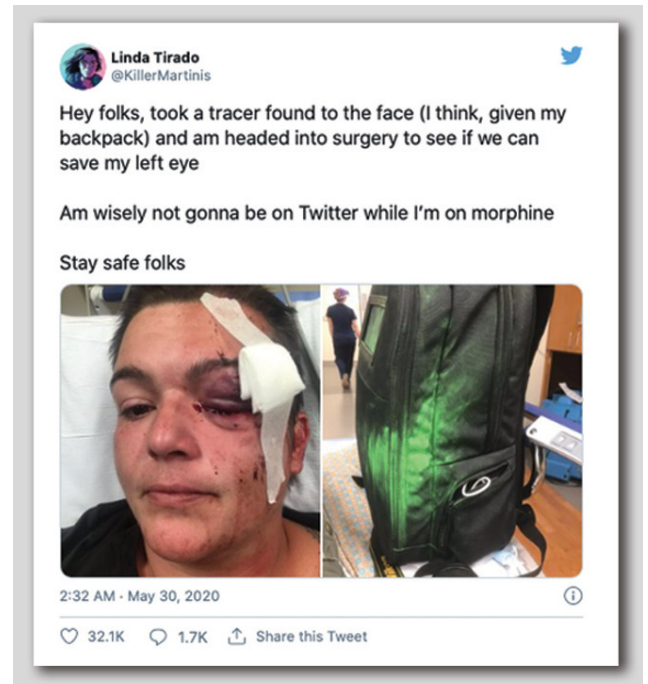 Linda Tirado
@KillerMartinis
Hey folks, took a tracer found to the face (I think, given my
backpack) and am headed into surgery to see if we can
save my left eye
Am wisely not gonna be on Twitter while I'm on morphine
Stay safe folks
2:32 AM · May 30, 2020
32.1K 1.7K Share this Tweet